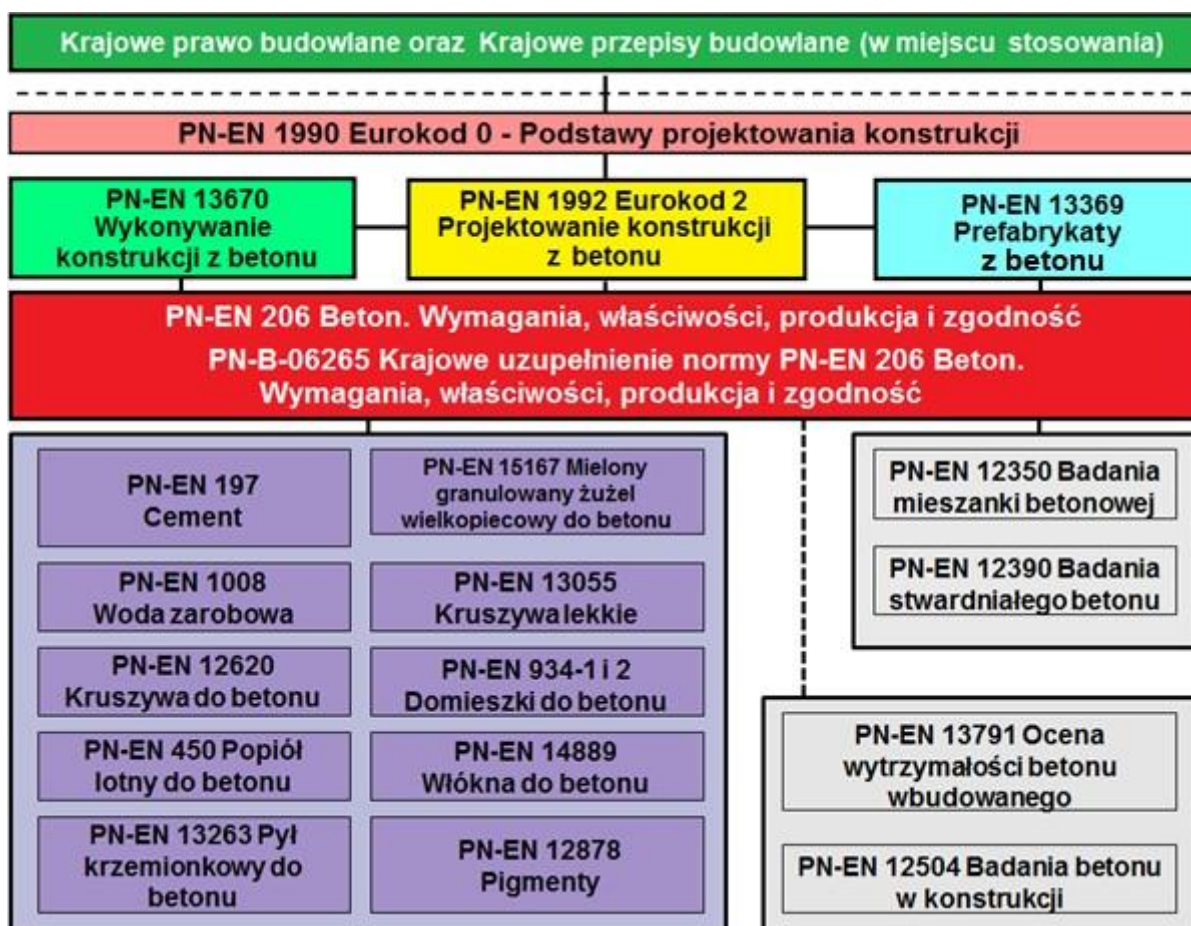 Krajowe prawo budowlane oraz Krajowe przepisy budowlane (w miejscu stosowania)
PN-EN 1990 Eurokod 0 - Podstawy projektowania konstrukcji
PN-EN 13670
Wykonywanie
konstrukcji z betonu
PN-EN 1992 Eurokod 2
Projektowanie konstrukcji
z betonu
PN-EN 13369
Prefabrykaty
z betonu
PN-EN 206 Beton. Wymagania, właściwości, produkcja i zgodność
PN-B-06265 Krajowe uzupełnienie normy PN-EN 206 Beton.
Wymagania, właściwości, produkcja i zgodność
PN-EN 197
Cement
PN-EN 15167 Mielony
granulowany żużel
wielkopiecowy do betonu
PN-EN 1008
Woda zarobowa
PN-EN 13055
Kruszywa lekkie
PN-EN 12620
Kruszywa do betonu
PN-EN 934-1 i 2
Domieszki do betonu
PN-EN 450 Popiół
lotny do betonu
PN-EN 14889
Włókna do betonu
PN-EN 13263 Pył
krzemionkowy do
betonu
PN-EN 12878
Pigmenty
PN-EN 12350 Badania
mieszanki betonowej
PN-EN 12390 Badania
stwardniałego betonu
PN-EN 13791 Ocena
wytrzymałości betonu
wbudowanego
PN-EN 12504 Badania betonu
w konstrukcji